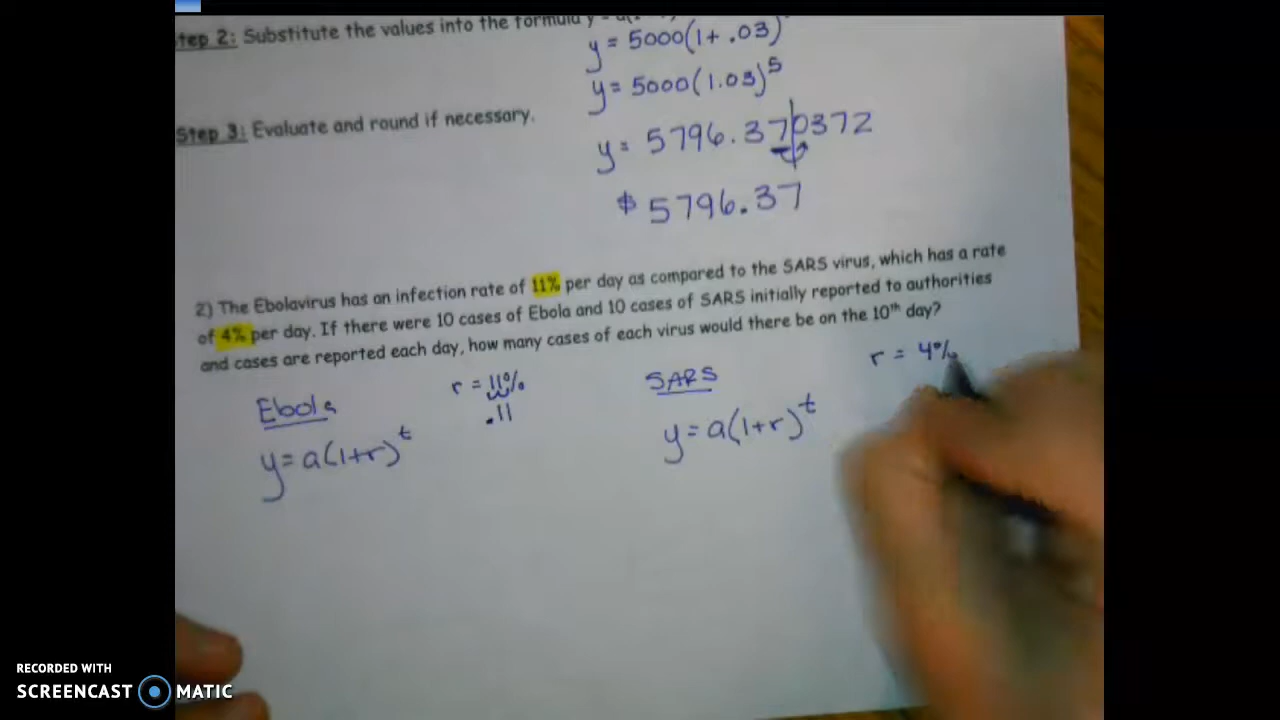 Step 2: Substitute the values into the formula y = a(1
y = 5000(1 + .03)
y = 5000(1.03)^5
Step 3: Evaluate and round if necessary.
y = 5796.370372
$5796.37
2) The Ebolavirus has an infection rate of 11% per day as compared to the SARS virus, which has a rate
of 4% per day. If there were 10 cases of Ebola and 10 cases of SARS initially reported to authorities
and cases are reported each day, how many cases of each virus would there be on the 10th day?
Ebola
r = 11%
.11
SARS
r = 4%
y = a(1+r)^t
y = a(1+r)^t
RECORDED WITH
SCREENCAST MATIC